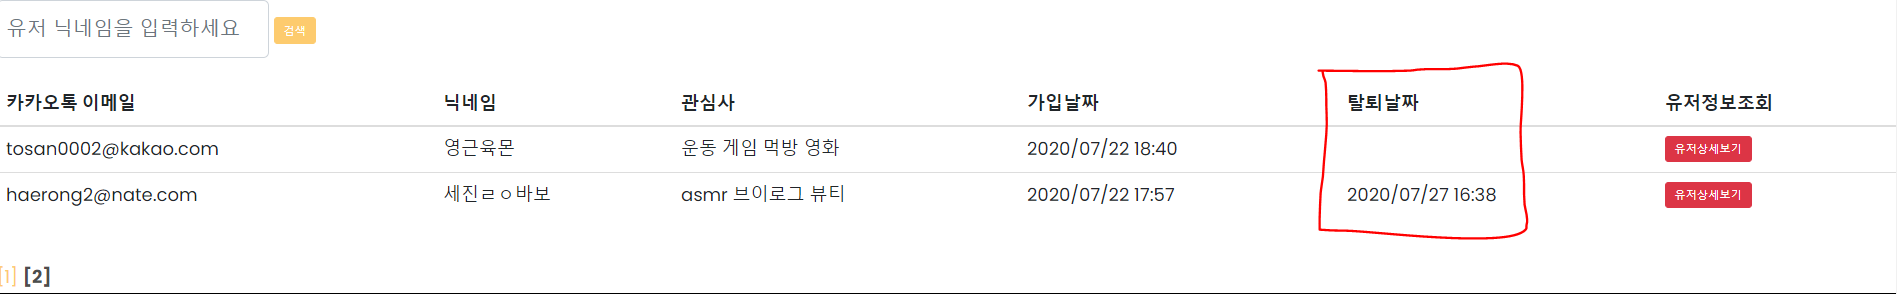 유저 닉네임을 입력하세요 검색
카카오톡 이메일 닉네임 관심사 가입날짜 탈퇴날짜 유저정보조회
tosan0002@kakao.com 영근육몬 운동 게임 먹방 영화 2020/07/22 18:40 유저상세보기
haerong2@nate.com 세진ㄹㅇ바보 asmr 브이로그 뷰티 2020/07/22 17:57 2020/07/27 16:38 유저상세보기
[1] [2]